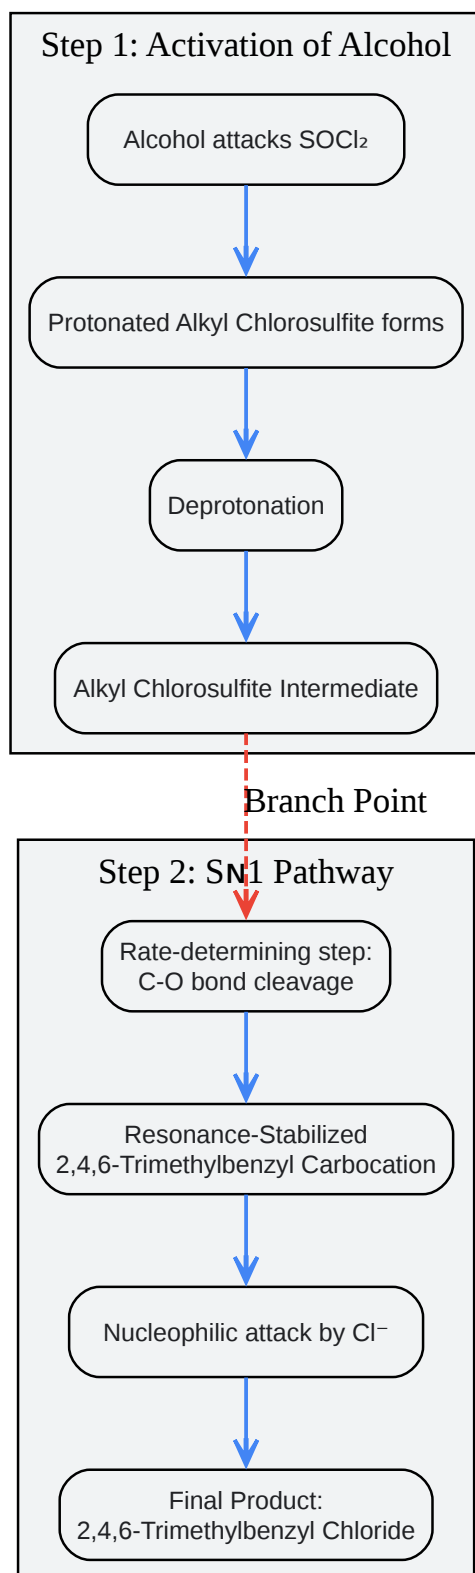 Step 1: Activation of Alcohol
Alcohol attacks SOCl₂
Protonated Alkyl Chlorosulfite forms
Deprotonation
Alkyl Chlorosulfite Intermediate
Branch Point
Step 2: Sɴ1 Pathway
Rate-determining step:
C-O bond cleavage
Resonance-Stabilized
2,4,6-Trimethylbenzyl Carbocation
Nucleophilic attack by Cl⁻
Final Product:
2,4,6-Trimethylbenzyl Chloride